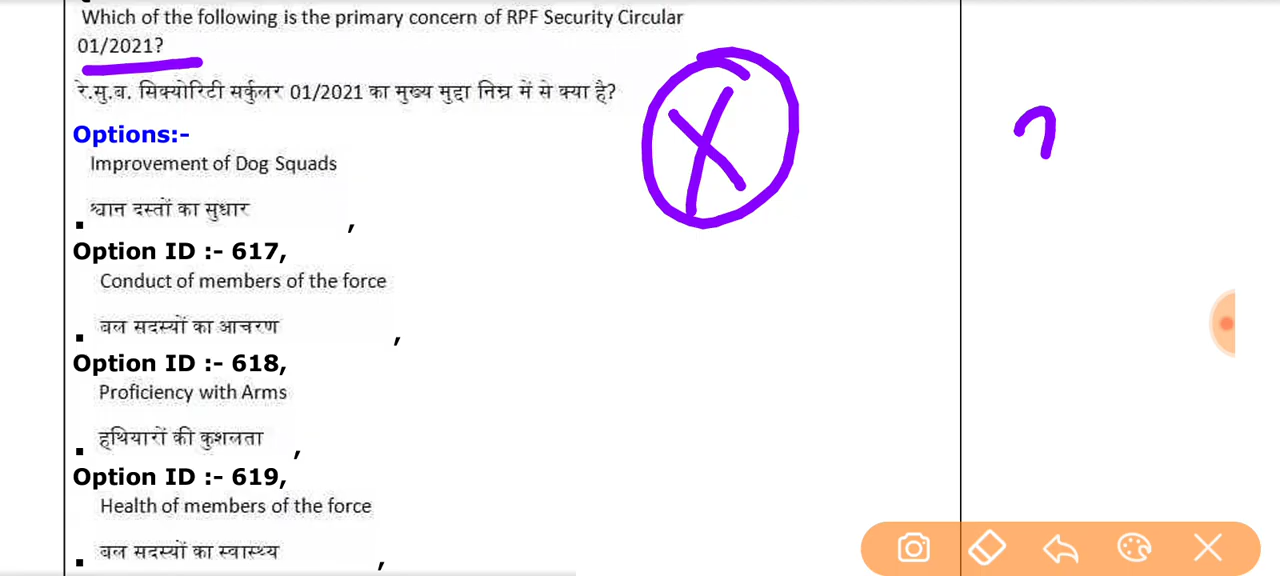 Which of the following is the primary concern of RPF Security Circular
01/2021?
रे.सु.ब. सिक्योरिटी सर्कुलर 01/2021 का मुख्य मुद्दा निम्न में से क्या है?
Options:-
Improvement of Dog Squads
श्वान दस्तों का सुधार ,
Option ID :- 617,
Conduct of members of the force
बल सदस्यों का आचरण ,
Option ID :- 618,
Proficiency with Arms
हथियारों की कुशलता ,
Option ID :- 619,
Health of members of the force
बल सदस्यों का स्वास्थ्य ,